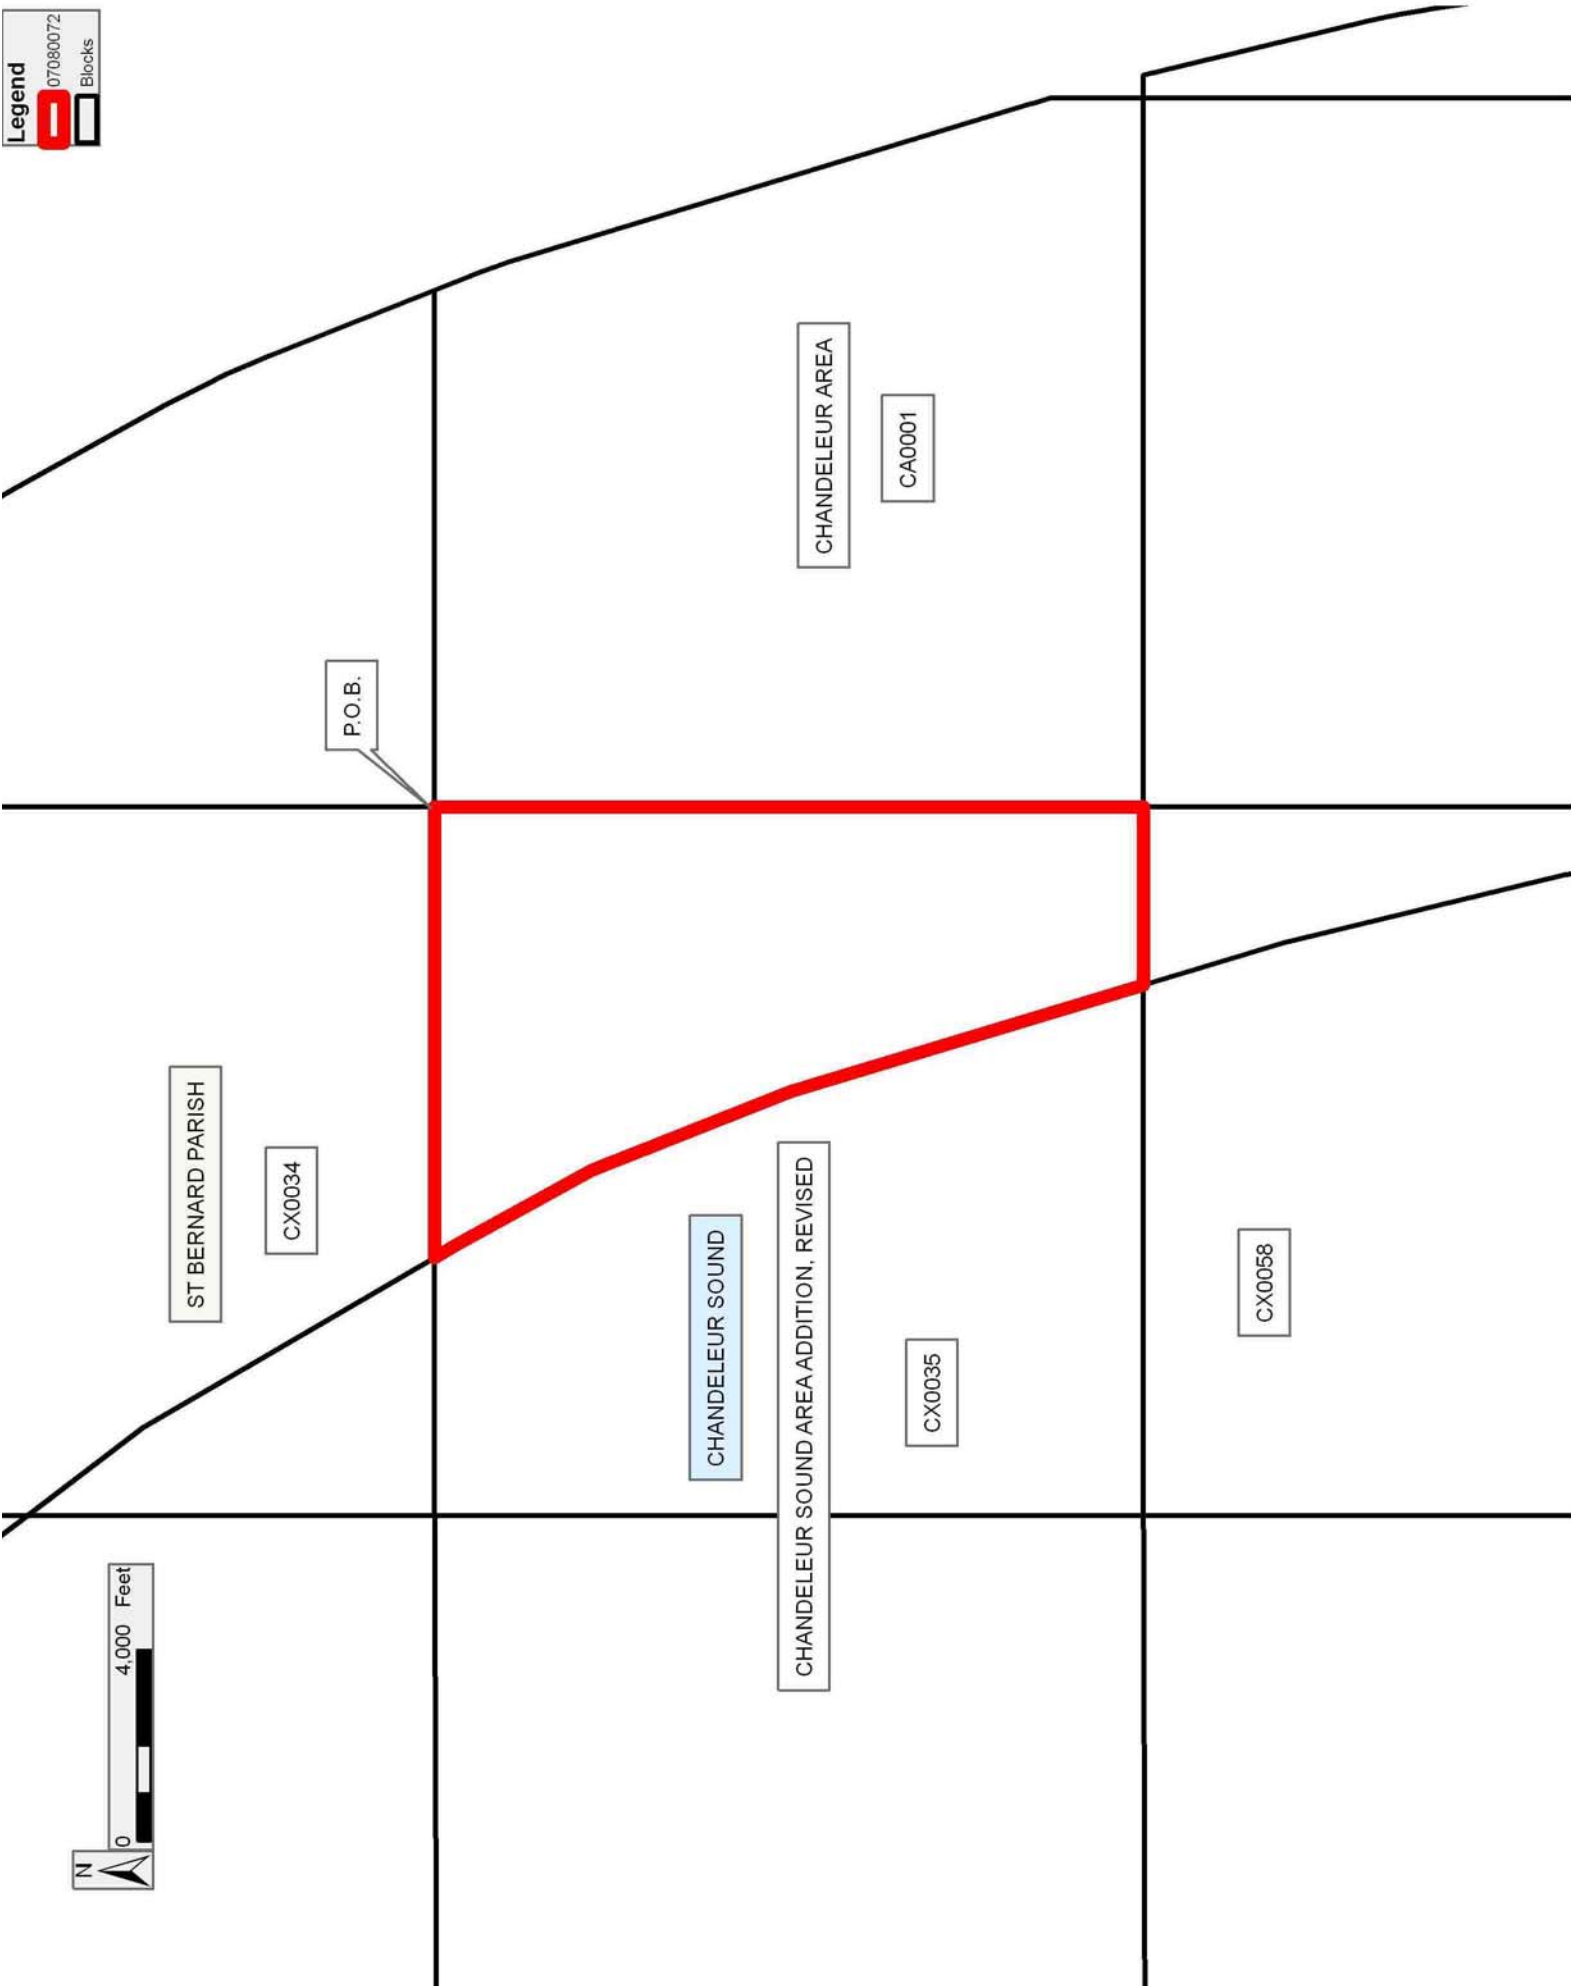 N
0 4,000 Feet
Legend
07080072
Blocks
ST BERNARD PARISH
CX0034
P.O.B.
CHANDELEUR SOUND
CHANDELEUR SOUND AREA ADDITION, REVISED
CHANDELEUR AREA
CA0001
CX0035
CX0058